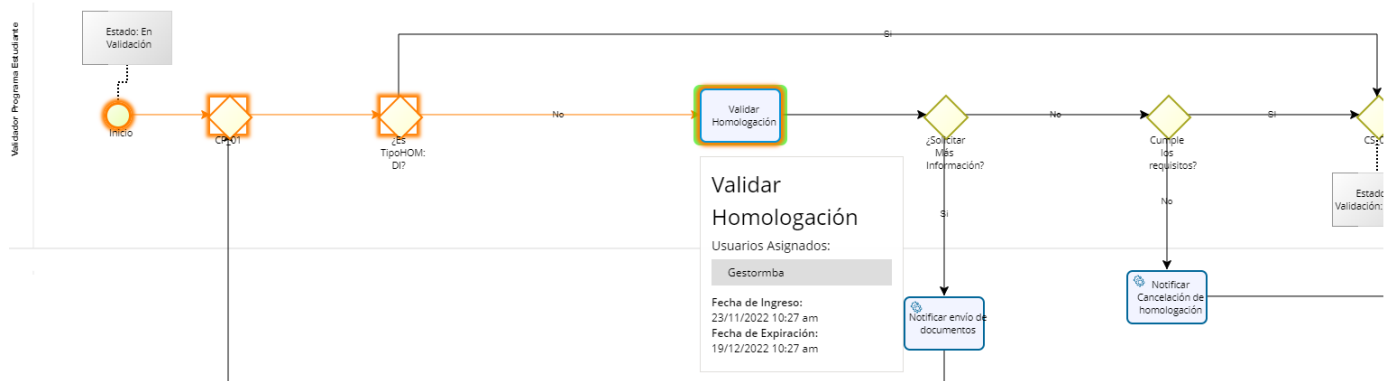 Validador Programa Estudiante
Estado: En
Validación
Inicio
CP_01
¿Es
TipoHOM:
DI?
Si
No
Validar
Homologación
¿Solicitar
Más
Información?
No
Si
Cumple
los
requisitos?
Si
No
Estado
Validación:
Validar
Homologación
Usuarios Asignados:
Gestormba
Fecha de Ingreso:
23/11/2022 10:27 am
Fecha de Expiración:
19/12/2022 10:27 am
Notificar envío de
documentos
Notificar
Cancelación de
homologación